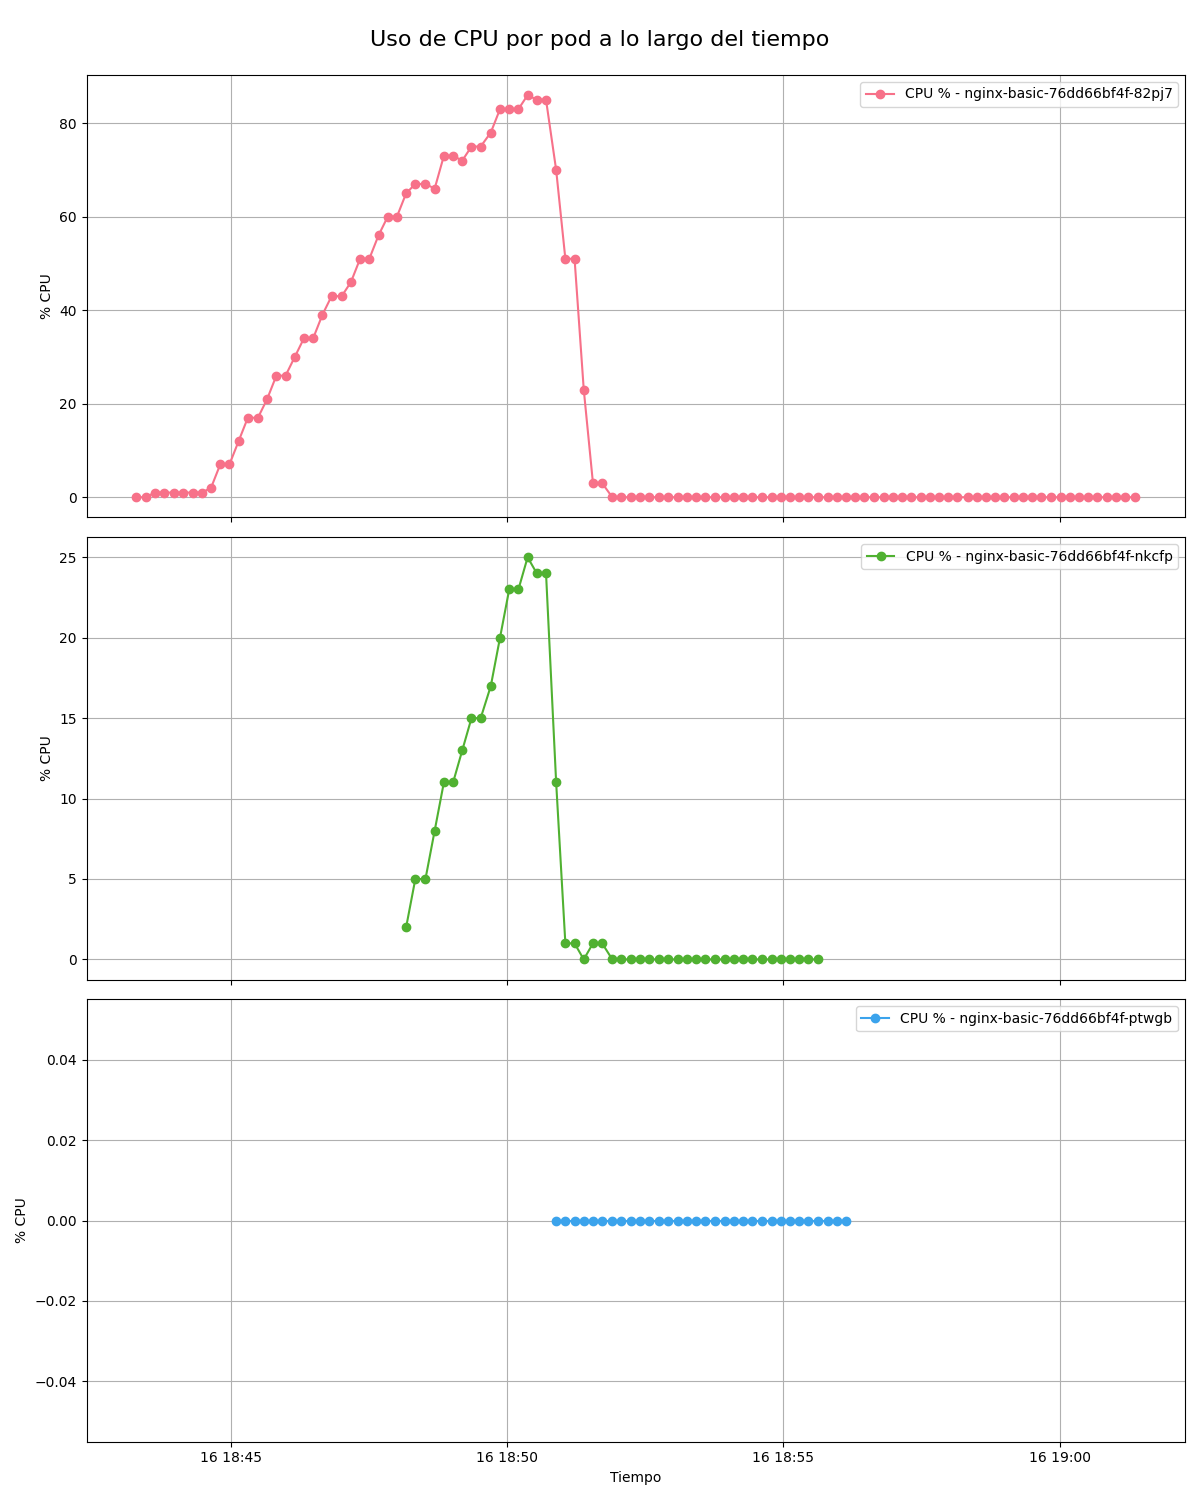 Uso de CPU por pod a lo largo del tiempo
CPU % - nginx-basic-76dd66bf4f-82pj7
80
60
40
20
0
% CPU
CPU % - nginx-basic-76dd66bf4f-nkcfp
25
20
15
10
5
0
% CPU
CPU % - nginx-basic-76dd66bf4f-ptwgb
0.04
0.02
0.00
−0.02
−0.04
% CPU
16 18:45
16 18:50
16 18:55
16 19:00
Tiempo